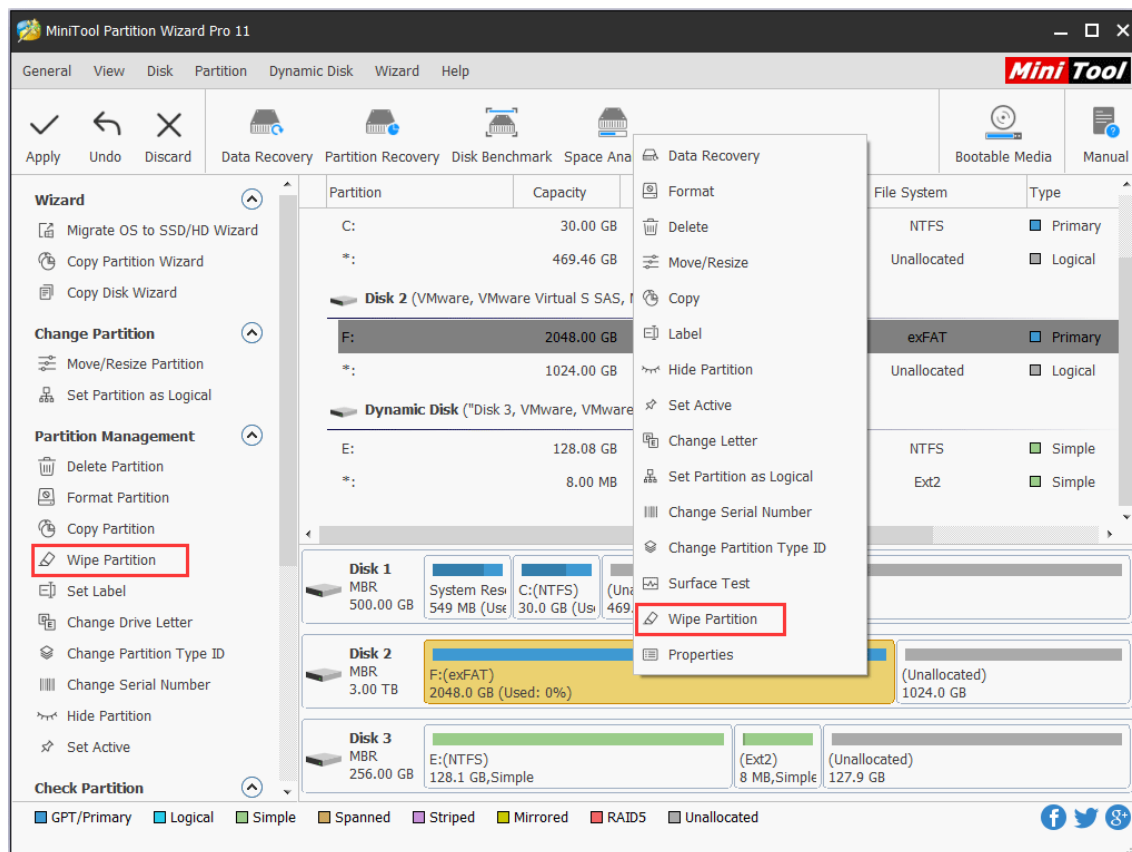 MiniTool Partition Wizard Pro 11
General View Disk Partition Dynamic Disk Wizard Help
Mini Tool
Apply Undo Discard Data Recovery Partition Recovery Disk Benchmark Space Ana Bootable Media Manual
Wizard
Migrate OS to SSD/HD Wizard
Copy Partition Wizard
Copy Disk Wizard
Change Partition
Move/Resize Partition
Set Partition as Logical
Partition Management
Delete Partition
Format Partition
Copy Partition
Wipe Partition
Set Label
Change Drive Letter
Change Partition Type ID
Change Serial Number
Hide Partition
Set Active
Check Partition
Partition Capacity File System Type
C: 30.00 GB NTFS Primary
*: 469.46 GB Unallocated Logical
Disk 2 (VMware, VMware Virtual S SAS,
F: 2048.00 GB exFAT Primary
*: 1024.00 GB Unallocated Logical
Dynamic Disk ("Disk 3, VMware, VMware
E: 128.08 GB NTFS Simple
*: 8.00 MB Ext2 Simple
Data Recovery
Format
Delete
Move/Resize
Copy
Label
Hide Partition
Set Active
Change Letter
Set Partition as Logical
Change Serial Number
Change Partition Type ID
Surface Test
Wipe Partition
Properties
Disk 1
MBR
500.00 GB
System Res
549 MB (Use
C:(NTFS)
30.0 GB (Us
(Una
469.
Disk 2
MBR
3.00 TB
F:(exFAT)
2048.0 GB (Used: 0%)
(Unallocated)
1024.0 GB
Disk 3
MBR
256.00 GB
E:(NTFS)
128.1 GB,Simple
(Ext2)
8 MB,Simple
(Unallocated)
127.9 GB
GPT/Primary Logical Simple Spanned Striped Mirrored RAID5 Unallocated